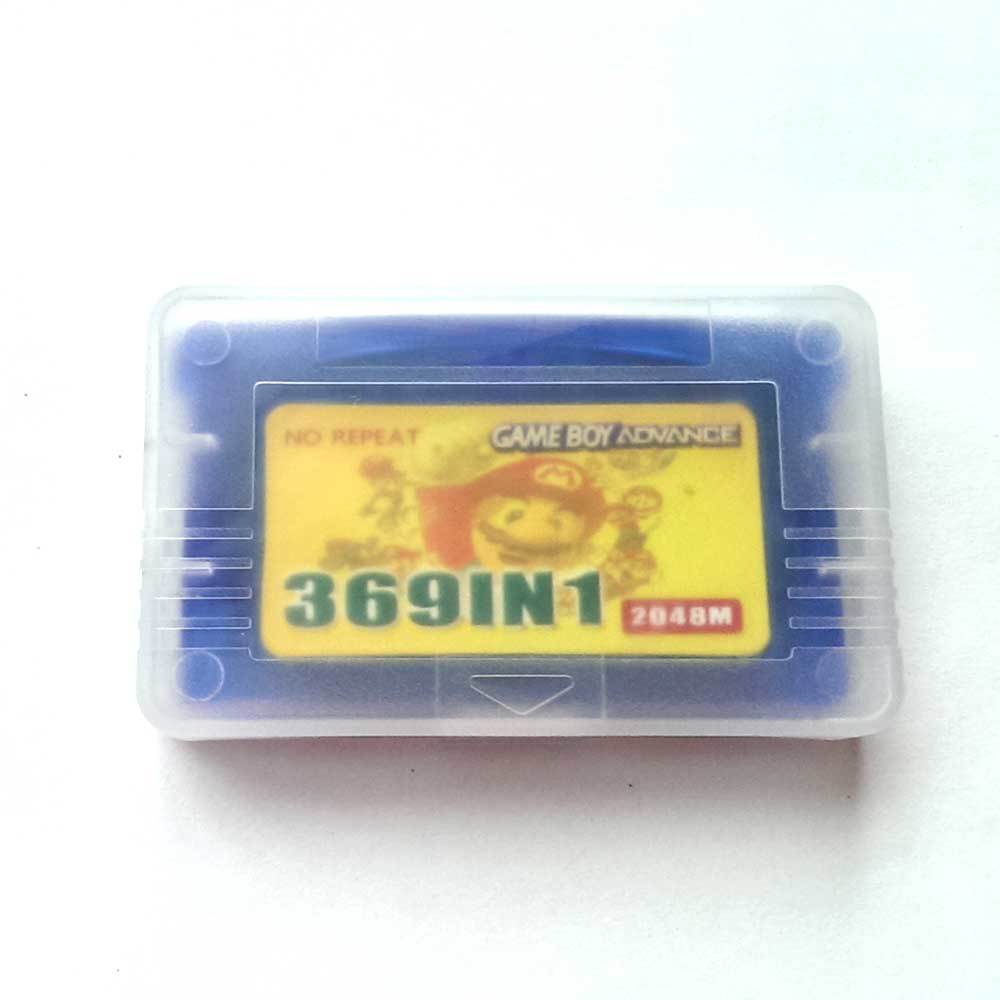 NO REPEAT
GAME BOY ADVANCE
M
369IN1
2048M